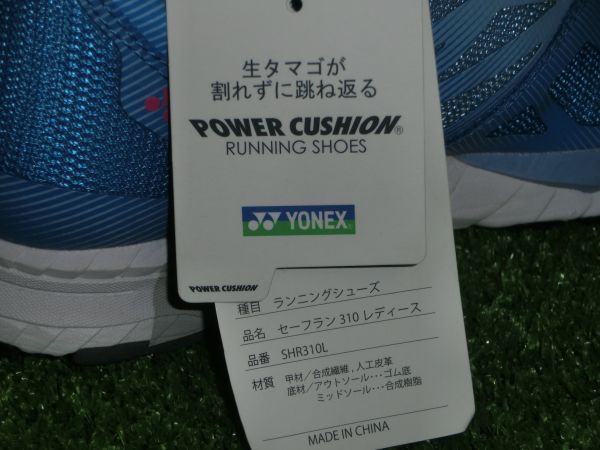 生タマゴが
割れずに跳ね返る
POWER CUSHION®
RUNNING SHOES
YONEX
POWER CUSHION
種目 ランニングシューズ
品名 セーフラン 310 レディース
品番 SHR310L
材質 甲材/合成繊維,人工皮革
底材/アウトソール･･･ゴム底
ミッドソール･･･合成樹脂
MADE IN CHINA